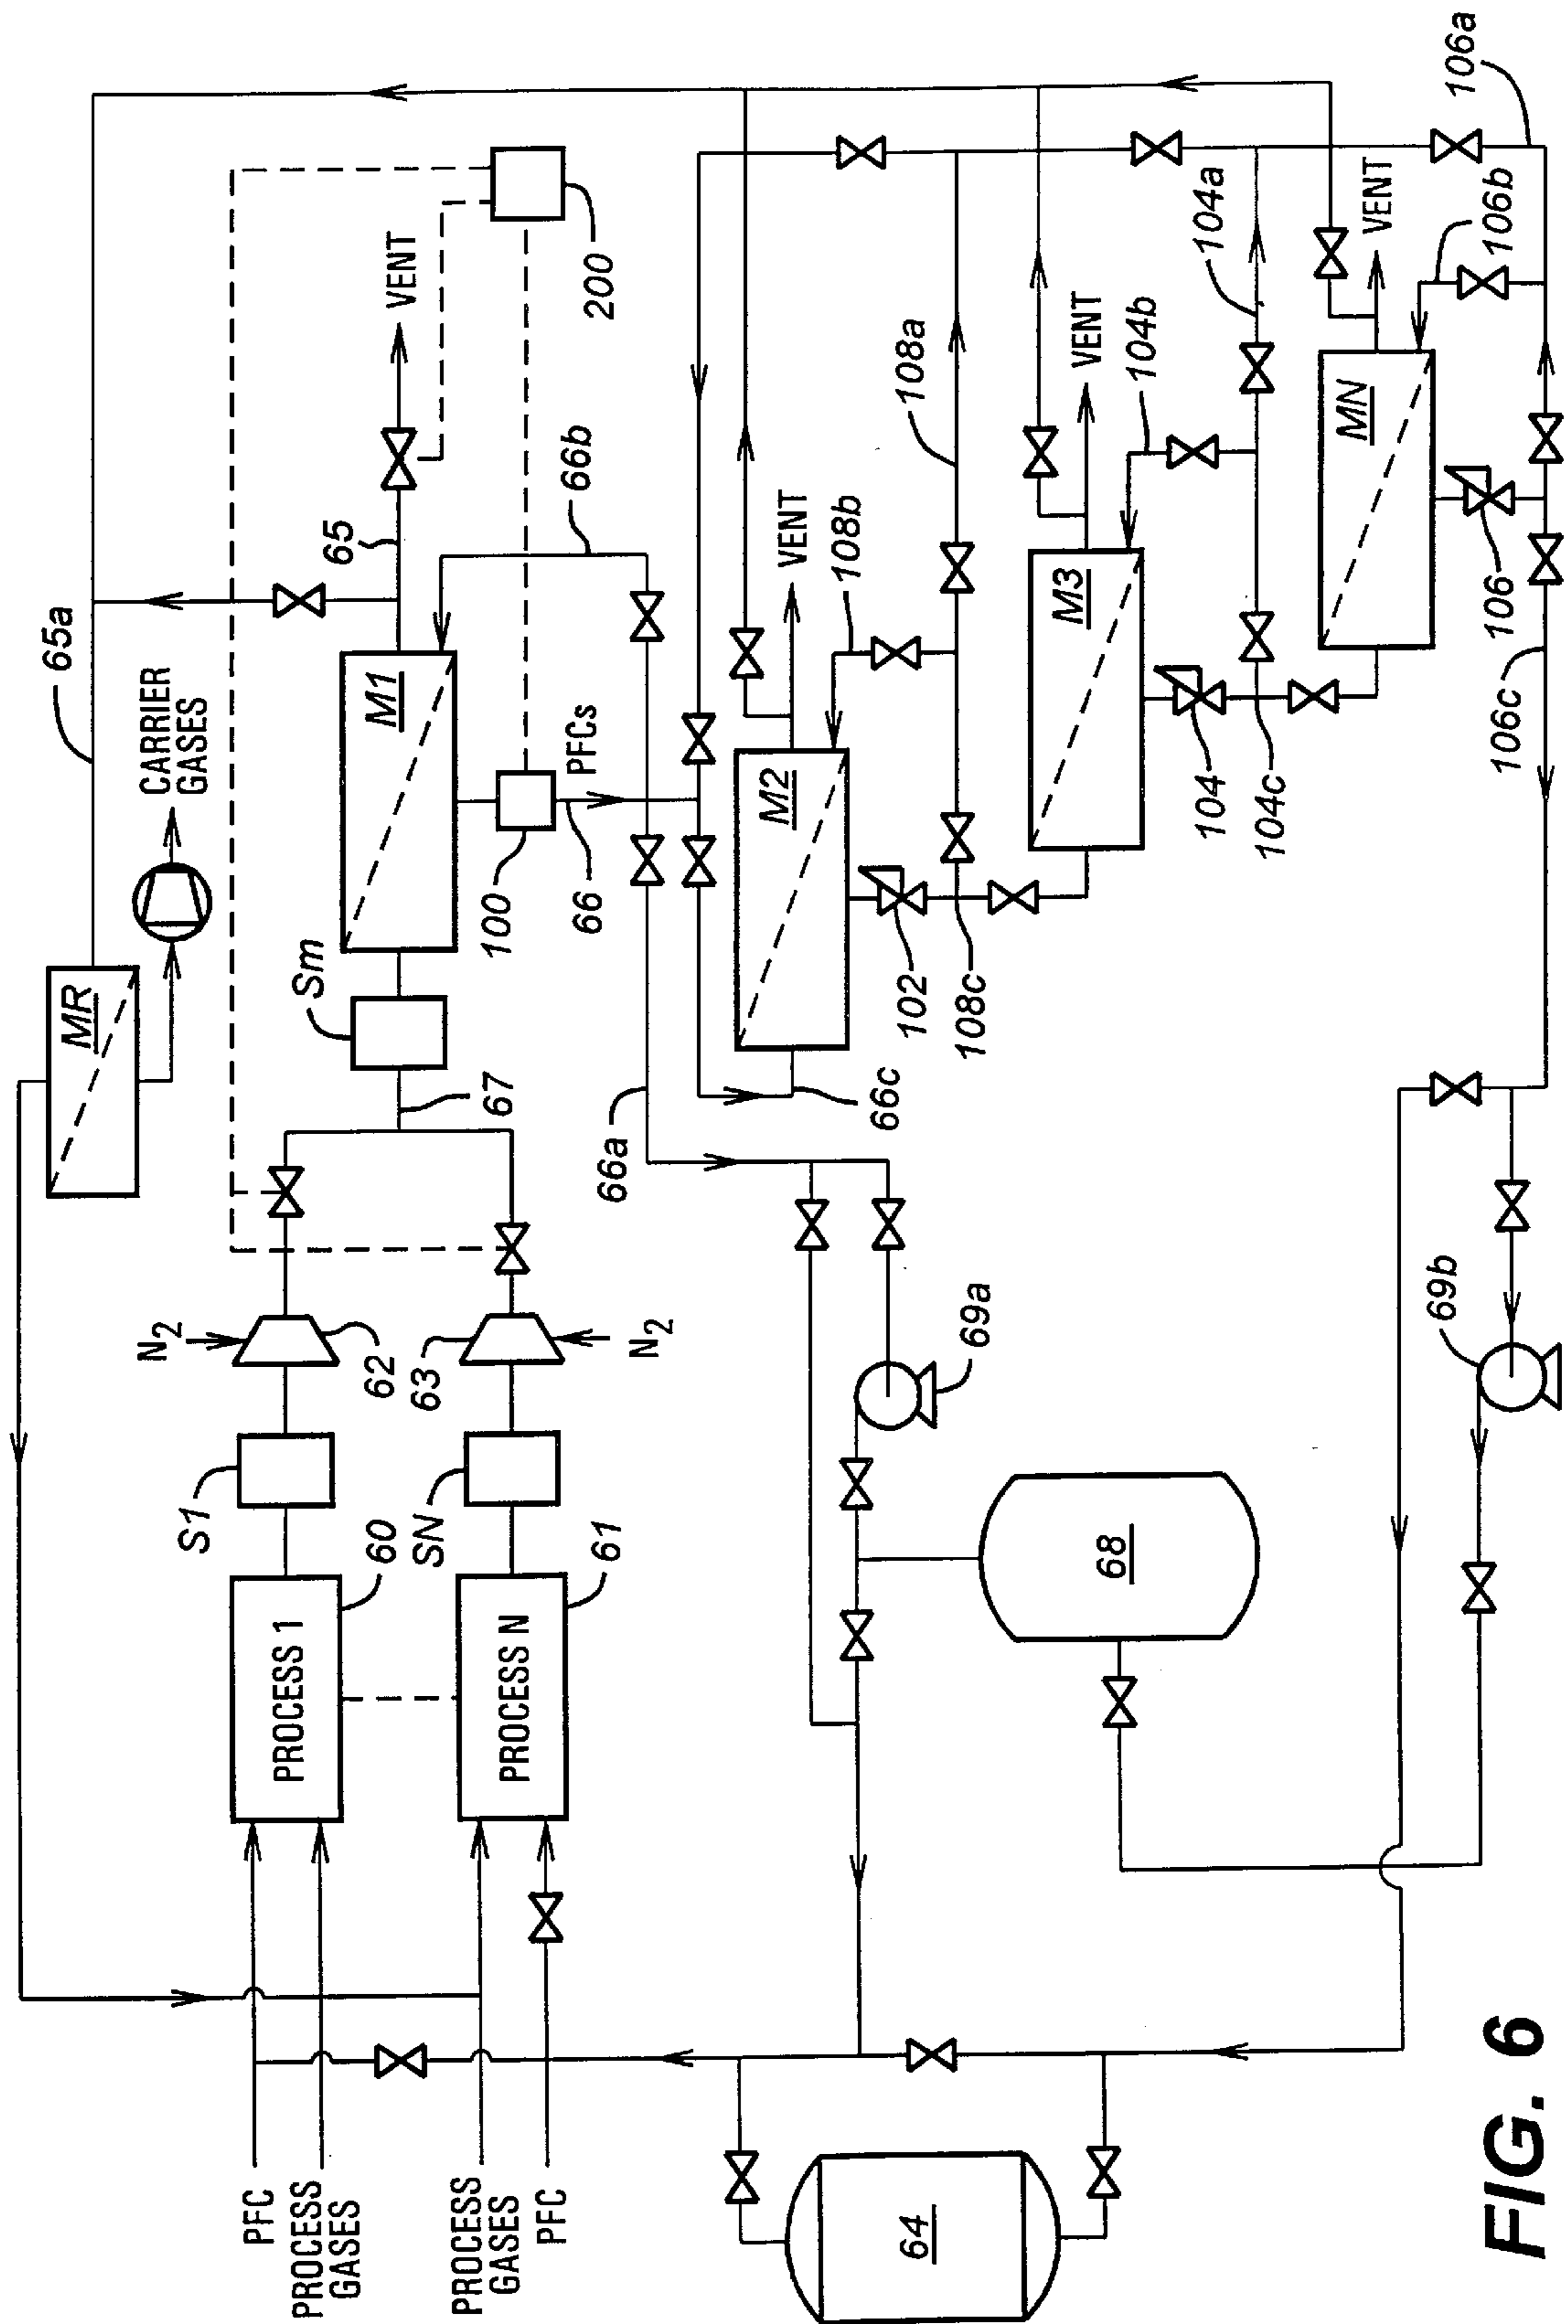 PFC
PROCESS
GASES
PROCESS
GASES
PFC
PROCESS 1
60
PROCESS N
61
S1
SN
N2
62
63
N2
67
Sm
MR
CARRIER
GASES
65a
M1
65
VENT
200
100
66
PFCs
66b
66a
66c
M2
VENT
108b
108a
102
108c
M3
VENT
104b
104a
104
104c
MN
VENT
106b
106a
106
106c
69a
69b
68
64
FIG. 6